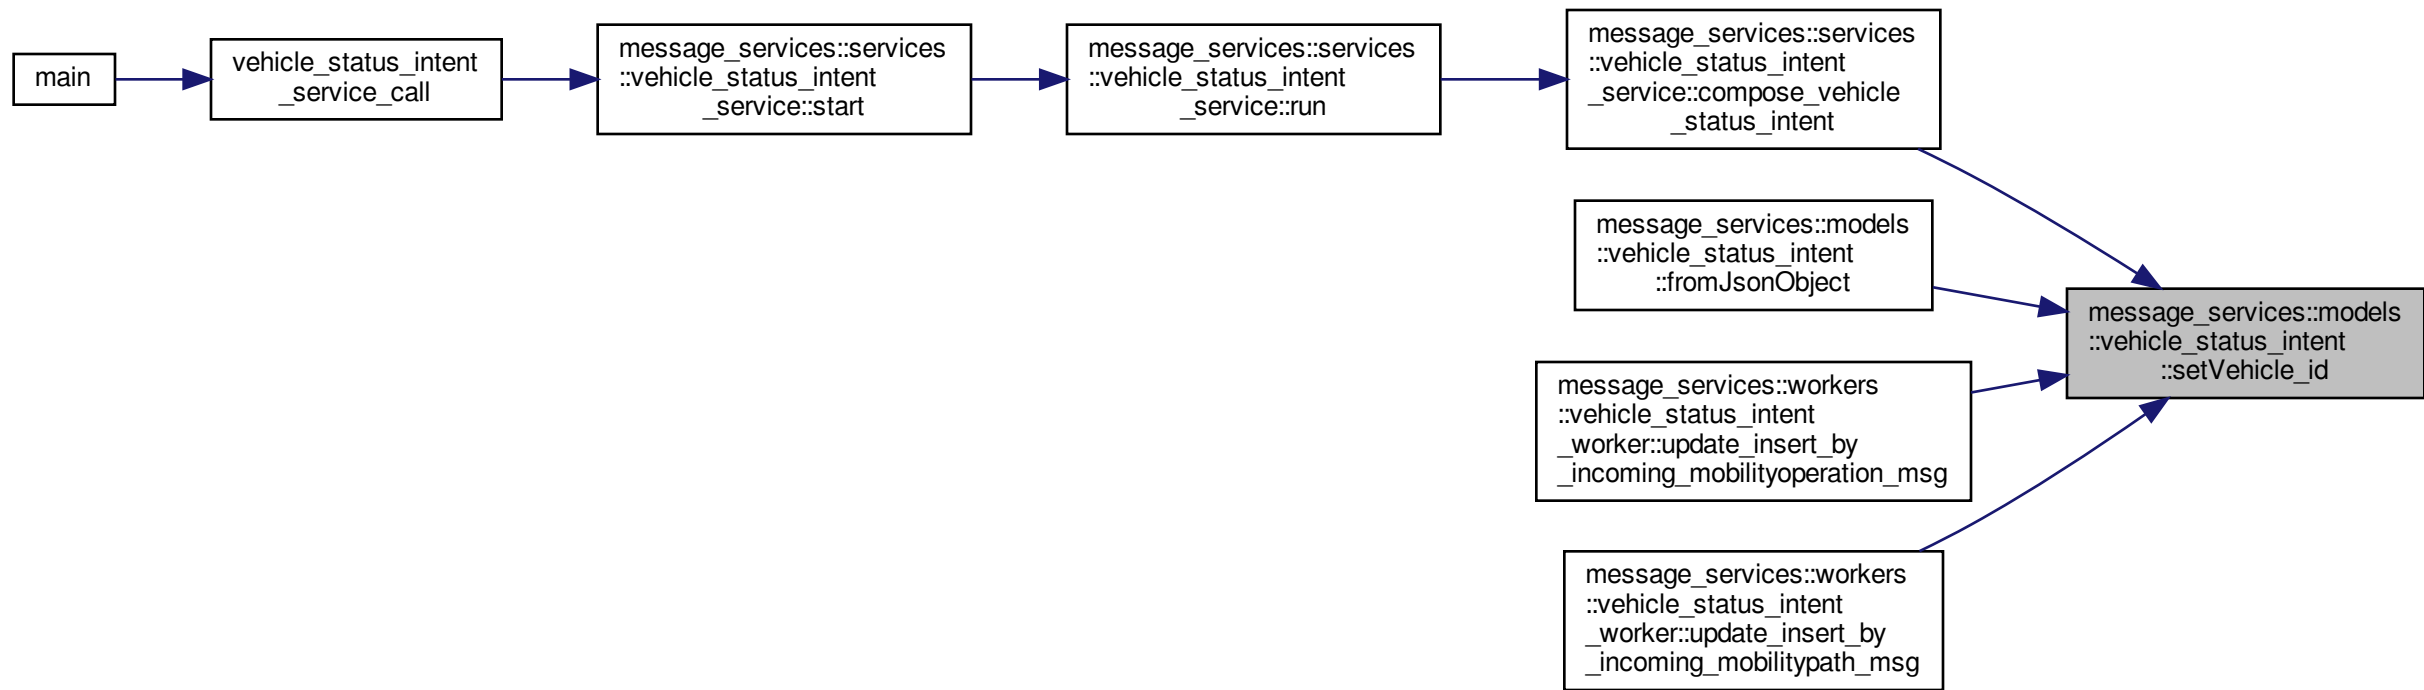 main
vehicle_status_intent
_service_call
message_services::services
::vehicle_status_intent
_service::start
message_services::services
::vehicle_status_intent
_service::run
message_services::services
::vehicle_status_intent
_service::compose_vehicle
_status_intent
message_services::models
::vehicle_status_intent
::fromJsonObject
message_services::workers
::vehicle_status_intent
_worker::update_insert_by
_incoming_mobilityoperation_msg
message_services::workers
::vehicle_status_intent
_worker::update_insert_by
_incoming_mobilitypath_msg
message_services::models
::vehicle_status_intent
::setVehicle_id